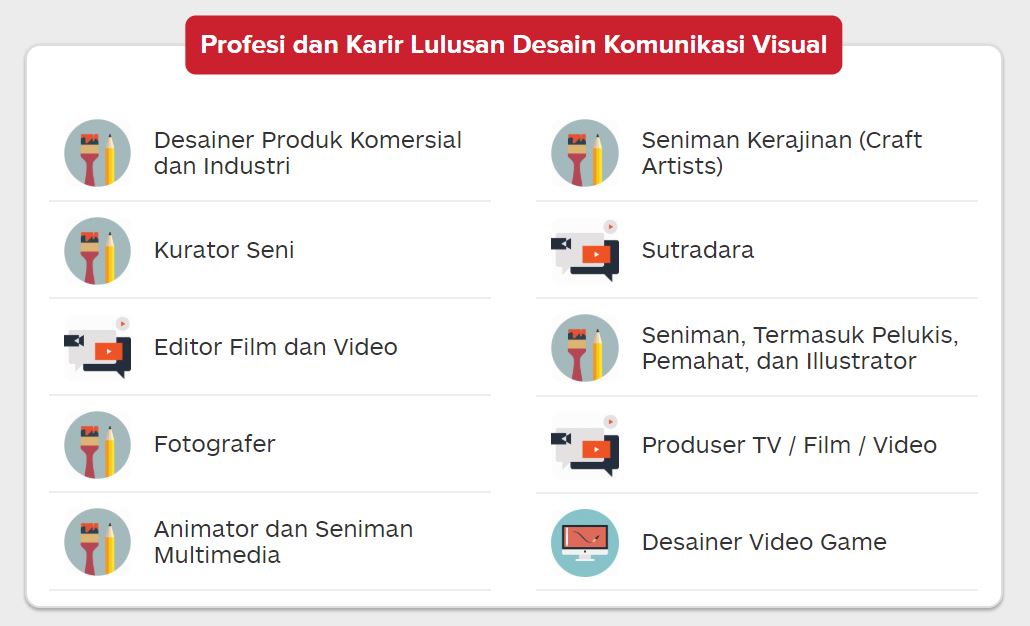 Profesi dan Karir Lulusan Desain Komunikasi Visual
Desainer Produk Komersial
dan Industri
Kurator Seni
Editor Film dan Video
Fotografer
Animator dan Seniman
Multimedia
Seniman Kerajinan (Craft
Artists)
Sutradara
Seniman, Termasuk Pelukis,
Pemahat, dan Illustrator
Produser TV / Film / Video
Desainer Video Game